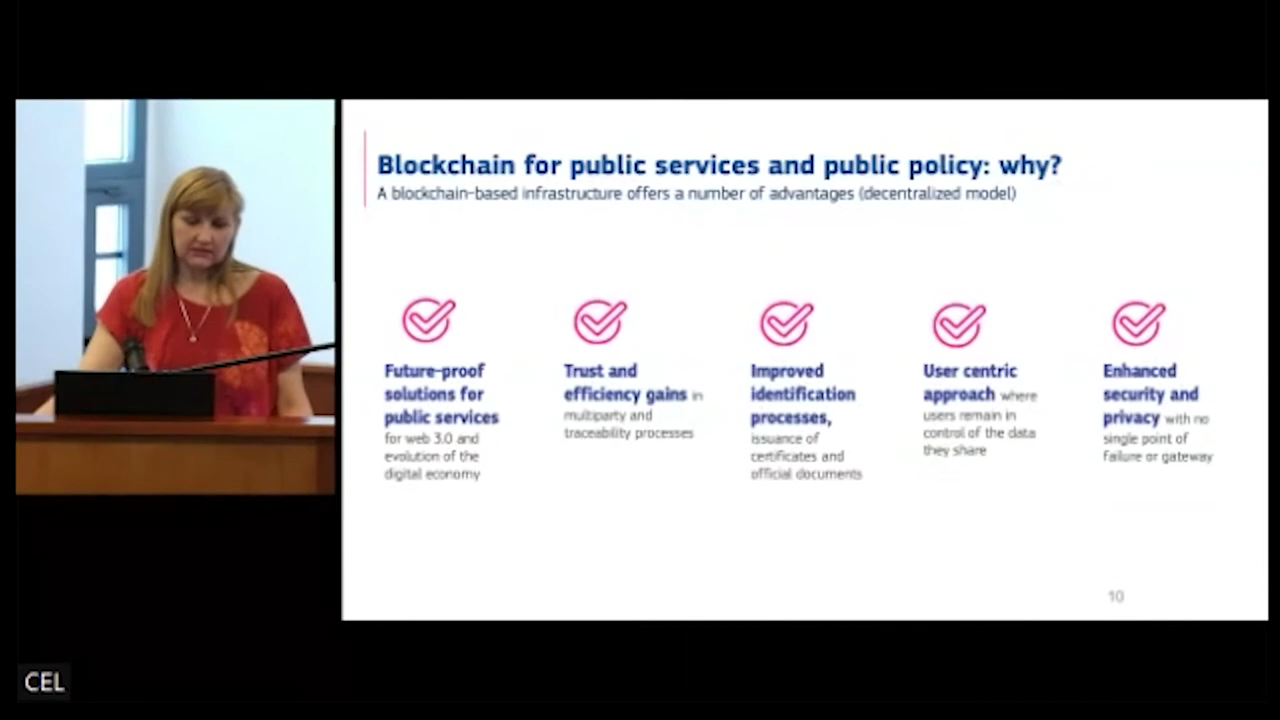 Blockchain for public services and public policy: why?
A blockchain-based infrastructure offers a number of advantages (decentralized model)
Future-proof
solutions for
public services
for web 3.0 and
evolution of the
digital economy
Trust and
efficiency gains in
multiparty and
traceability processes
Improved
identification
processes,
issuance of
certificates and
official documents
User centric
approach where
users remain in
control of the data
they share
Enhanced
security and
privacy with no
single point of
failure or gateway
10
CEL